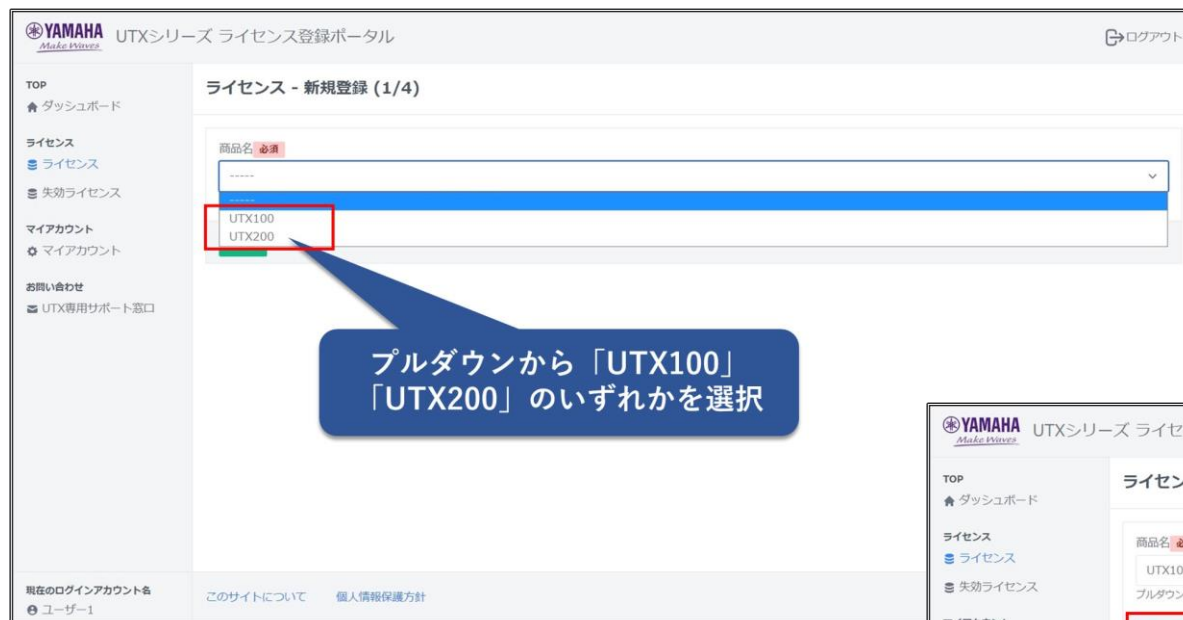 YAMAHA
Make Waves
UTXシリーズ ライセンス登録ポータル
ログアウト
TOP
ダッシュボード
ライセンス
ライセンス
失効ライセンス
マイアカウント
マイアカウント
お問い合わせ
UTX専用サポート窓口
現在のログインアカウント名
ユーザー1
ライセンス - 新規登録 (1/4)
商品名 必須
-----
-----
UTX100
UTX200
プルダウンから「UTX100」
「UTX200」のいずれかを選択
このサイトについて 個人情報保護方針
YAMAHA
Make Waves
UTXシリーズ ライセ
TOP
ダッシュボード
ライセンス
ライセンス
失効ライセンス
ライセン
商品名
UTX10
プルダウン